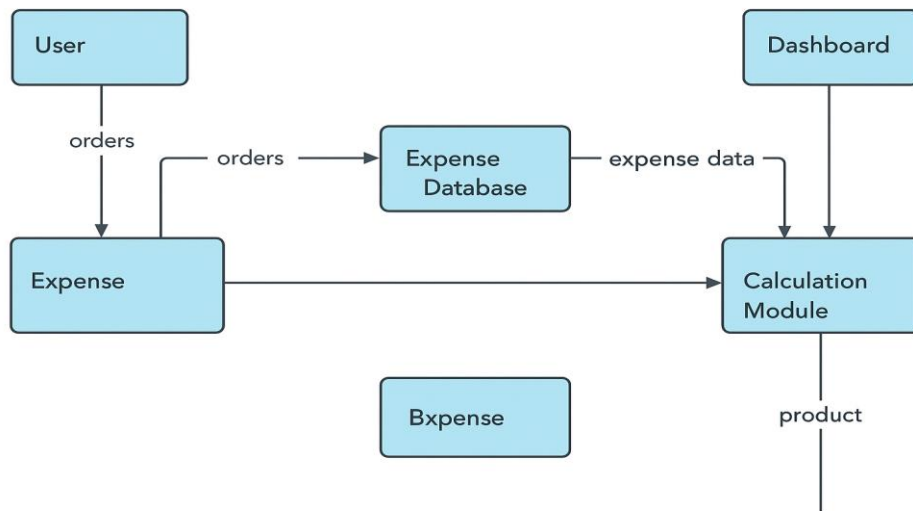 User
Dashboard
orders
orders
Expense
Database
expense data
Expense
Calculation
Module
Bxpense
product